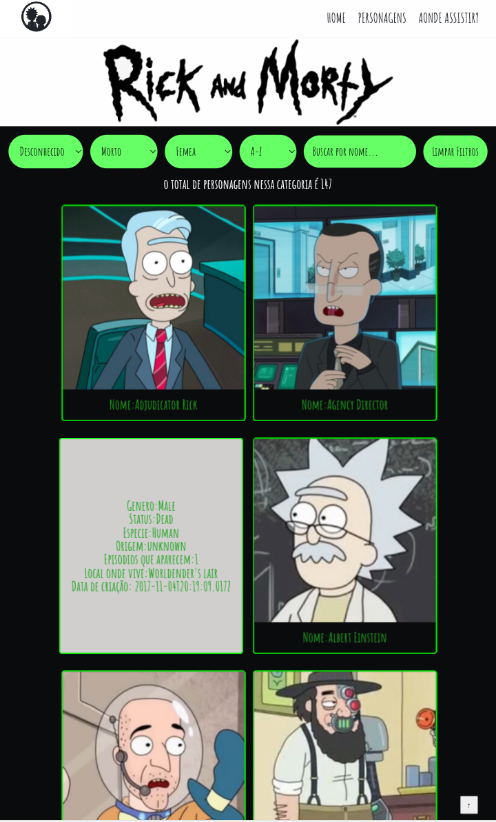 HOME PERSONAGENS AONDE ASSISTIR?
RICK AND MORTY
DESCONHECIDO MORTO FEMEA A-Z BUSCAR POR NOME... LIMPAR FILTROS
O TOTAL DE PERSONAGENS NESSA CATEGORIA É 147
NOME:ADJUDICATOR RICK
NOME:AGENCY DIRECTOR
GENERO:MALE
STATUS:DEAD
ESPECIE:HUMAN
ORIGEM:UNKNOWN
EPISODEOS QUE APARECEM:1
LOCAL ONDE VIVE:WORLDENDER'S LAIR
DATA DE CRIAÇÃO: 2017-11-04T20:19:09.017Z
NOME:ALBERT EINSTEIN
↑